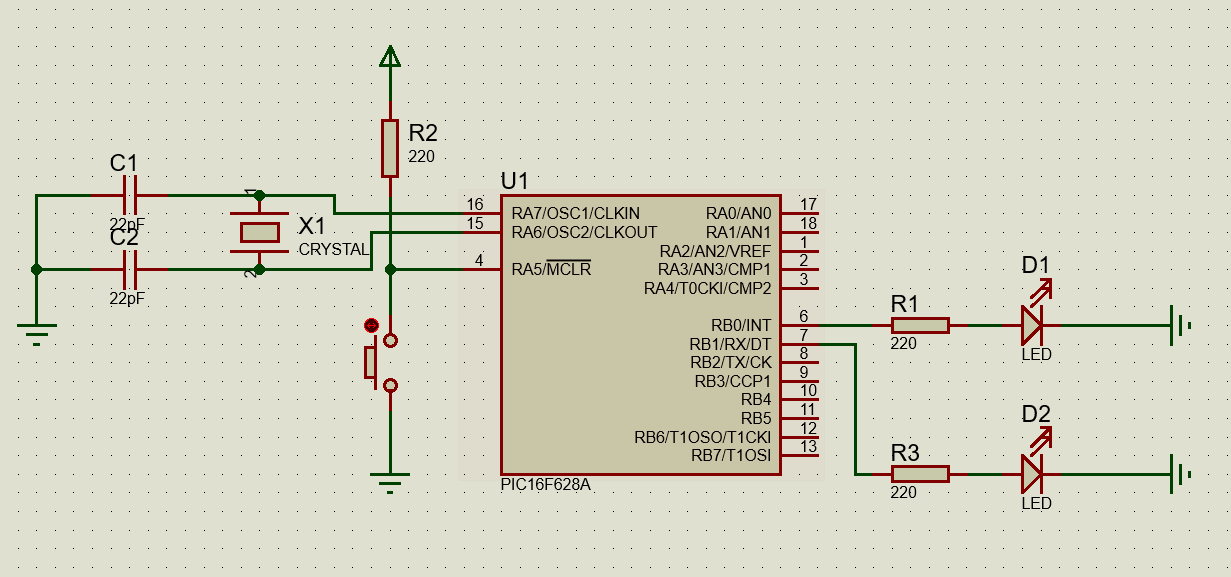 C1
22pF
C2
22pF
1
2
X1
CRYSTAL
R2
220
U1
16
15
4
RA7/OSC1/CLKIN
RA6/OSC2/CLKOUT
RA5/MCLR
RA0/AN0
RA1/AN1
RA2/AN2/VREF
RA3/AN3/CMP1
RA4/T0CKI/CMP2
RB0/INT
RB1/RX/DT
RB2/TX/CK
RB3/CCP1
RB4
RB5
RB6/T1OSO/T1CKI
RB7/T1OSI
17
18
1
2
3
6
7
8
9
10
11
12
13
PIC16F628A
R1
220
D1
LED
R3
220
D2
LED